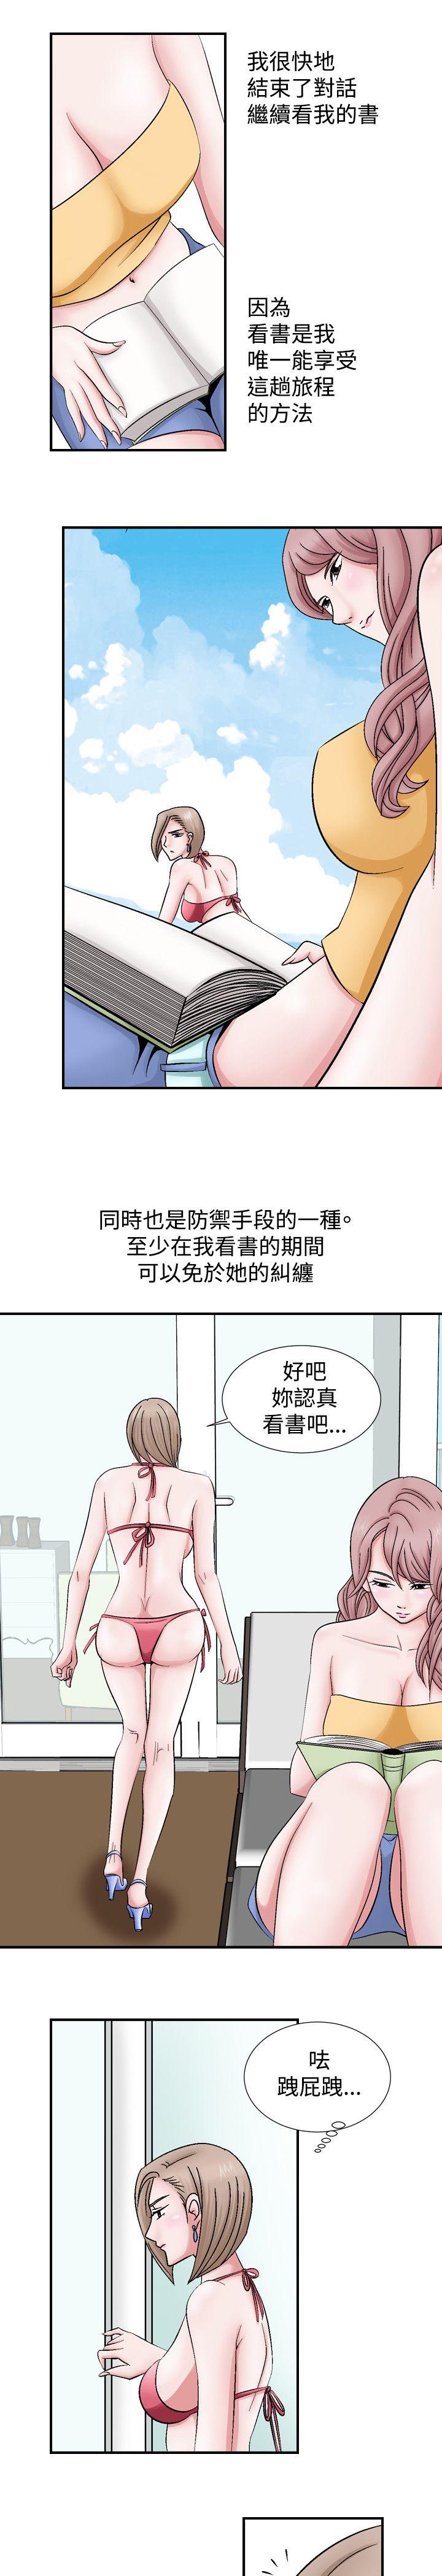 我很快地
結束了對話
繼續看我的書
因為
看書是我
唯一能享受
這趟旅程
的方法
同時也是防禦手段的一種。
至少在我看書的期間
可以免於她的糾纏
好吧
妳認真
看書吧...
呿
跩屁跩...